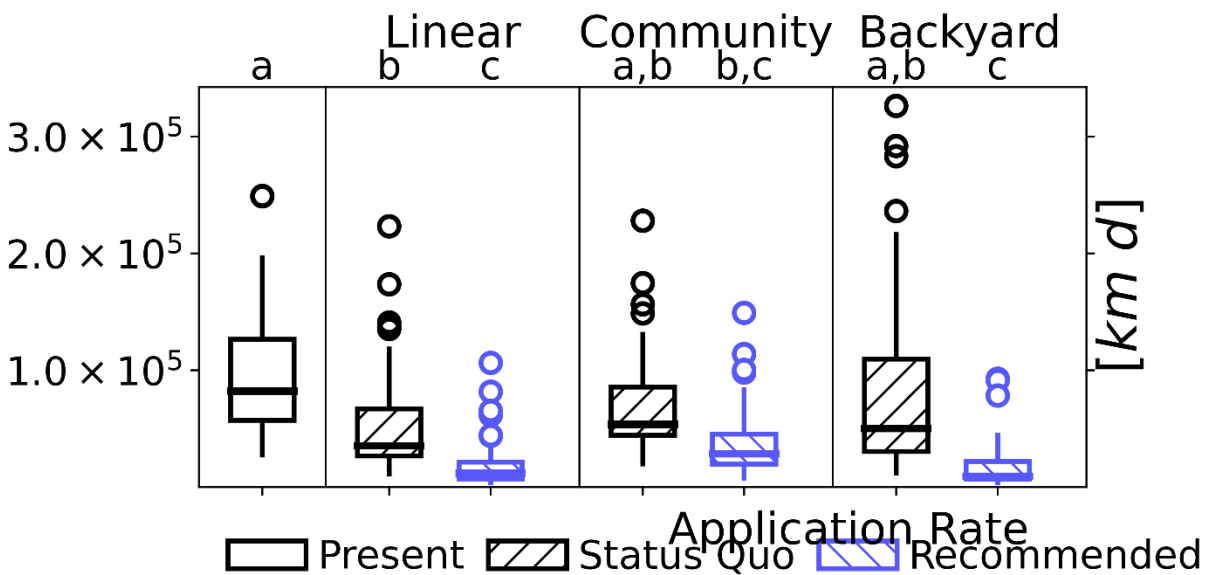 Linear Community Backyard
a b c a,b b,c a,b c
3.0 × 10^5
2.0 × 10^5
1.0 × 10^5
[km d]
Application Rate
Present Status Quo Recommended